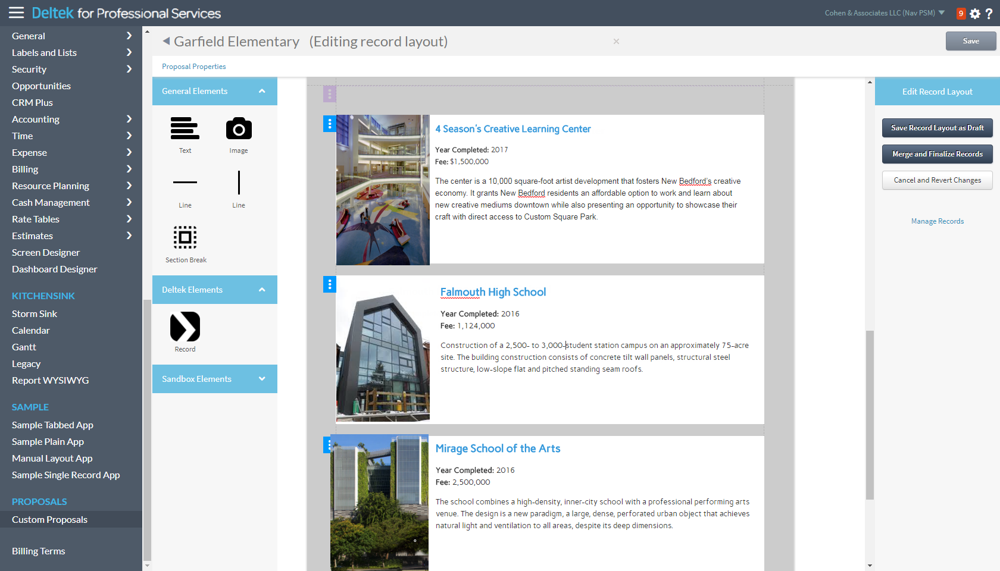 Deltek for Professional Services
Cohen & Associates LLC (Nav PSM)
9
?
General
Labels and Lists
Security
Opportunities
CRM Plus
Accounting
Time
Expense
Billing
Resource Planning
Cash Management
Rate Tables
Estimates
Screen Designer
Dashboard Designer
KITCHENSINK
Storm Sink
Calendar
Gantt
Legacy
Report WYSIWYG
SAMPLE
Sample Tabbed App
Sample Plain App
Manual Layout App
Sample Single Record App
PROPOSALS
Custom Proposals
Billing Terms
Garfield Elementary (Editing record layout)
Save
Proposal Properties
General Elements
Text
Image
Line
Line
Section Break
Deltek Elements
Record
Sandbox Elements
4 Season's Creative Learning Center
Year Completed: 2017
Fee: $1,500,000
The center is a 10,000 square-foot artist development that fosters New Bedford's creative
economy. It grants New Bedford residents an affordable option to work and learn about
new creative mediums downtown while also presenting an opportunity to showcase their
craft with direct access to Custom Square Park.
Falmouth High School
Year Completed: 2016
Fee: 1,124,000
Construction of a 2,500- to 3,000-student station campus on an approximately 75-acre
site. The building construction consists of concrete tilt wall panels, structural steel
structure, low-slope flat and pitched standing seam roofs.
ENTRANCE
Mirage School of the Arts
Year Completed: 2016
Fee: 2,500,000
The school combines a high-density, inner-city school with a professional performing arts
venue. The design is a new paradigm, a large, dense, perforated urban object that achieves
natural light and ventilation to all areas, despite its deep dimensions.
Edit Record Layout
Save Record Layout as Draft
Merge and Finalize Records
Cancel and Revert Changes
Manage Records